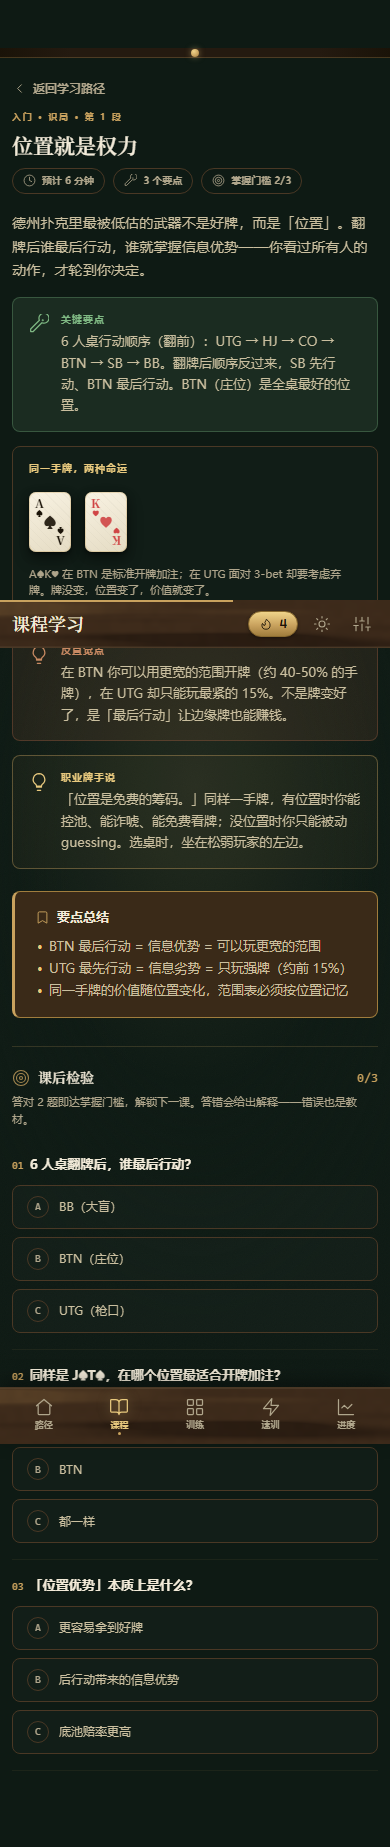 返回学习路径
入门 • 识局 • 第 1 段
位置就是权力
预计 6 分钟
3 个要点
掌握门槛 2/3
德州扑克里最被低估的武器不是好牌，而是「位置」。翻
牌后谁最后行动，谁就掌握信息优势——你看过所有人的
动作，才轮到你决定。
关键要点
6 人桌行动顺序（翻前）：UTG → HJ → CO →
BTN → SB → BB。翻牌后顺序反过来，SB 先行
动、BTN 最后行动。BTN（庄位）是全桌最好的位
置。
同一手牌，两种命运
A♠ A♠
K♥ K♥
A♠K♥ 在 BTN 是标准开牌加注；在 UTG 面对 3-bet 却要考虑弃
牌。牌没变，位置变了，价值就变了。
课程学习
4
反直觉点
在 BTN 你可以用更宽的范围开牌（约 40-50% 的手
牌），在 UTG 却只能玩最紧的 15%。不是牌变好
了，是「最后行动」让边缘牌也能赚钱。
职业牌手说
「位置是免费的筹码。」同样一手牌，有位置时你能
控池、能诈唬、能免费看牌；没位置时你只能被动
guessing。选桌时，坐在松弱玩家的左边。
要点总结
• BTN 最后行动 = 信息优势 = 可以玩更宽的范围
• UTG 最先行动 = 信息劣势 = 只玩强牌（约前 15%）
• 同一手牌的价值随位置变化，范围表必须按位置记忆
课后检验
0/3
答对 2 题即达掌握门槛，解锁下一课。答错会给出解释——错误也是教
材。
01 6 人桌翻牌后，谁最后行动？
A BB（大盲）
B BTN（庄位）
C UTG（枪口）
02 同样是 J♠T♠，在哪个位置最适合开牌加注？
路径
课程
训练
速训
进度
B BTN
C 都一样
03 「位置优势」本质上是什么？
A 更容易拿到好牌
B 后行动带来的信息优势
C 底池赔率更高